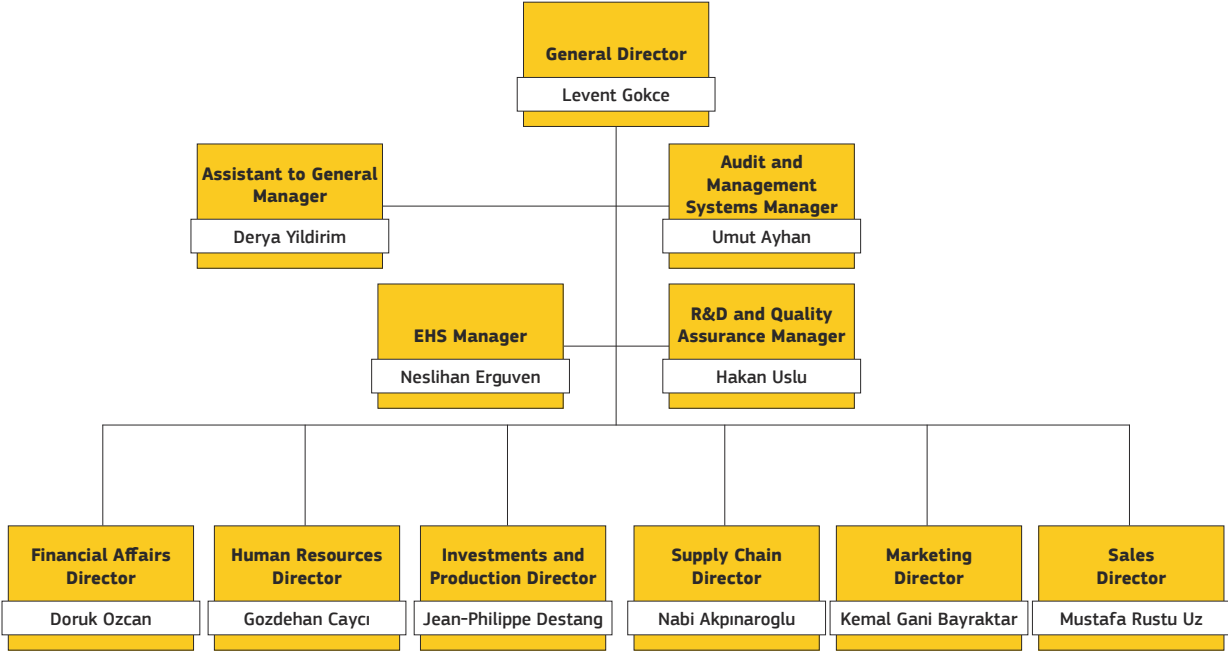 General Director
Levent Gokce
Assistant to General
Manager
Derya Yildirim
Audit and
Management
Systems Manager
Umut Ayhan
EHS Manager
Neslihan Erguven
R&D and Quality
Assurance Manager
Hakan Uslu
Financial Affairs
Director
Doruk Ozcan
Human Resources
Director
Gozdehan Caycı
Investments and
Production Director
Jean-Philippe Destang
Supply Chain
Director
Nabi Akpınaroglu
Marketing
Director
Kemal Gani Bayraktar
Sales
Director
Mustafa Rustu Uz